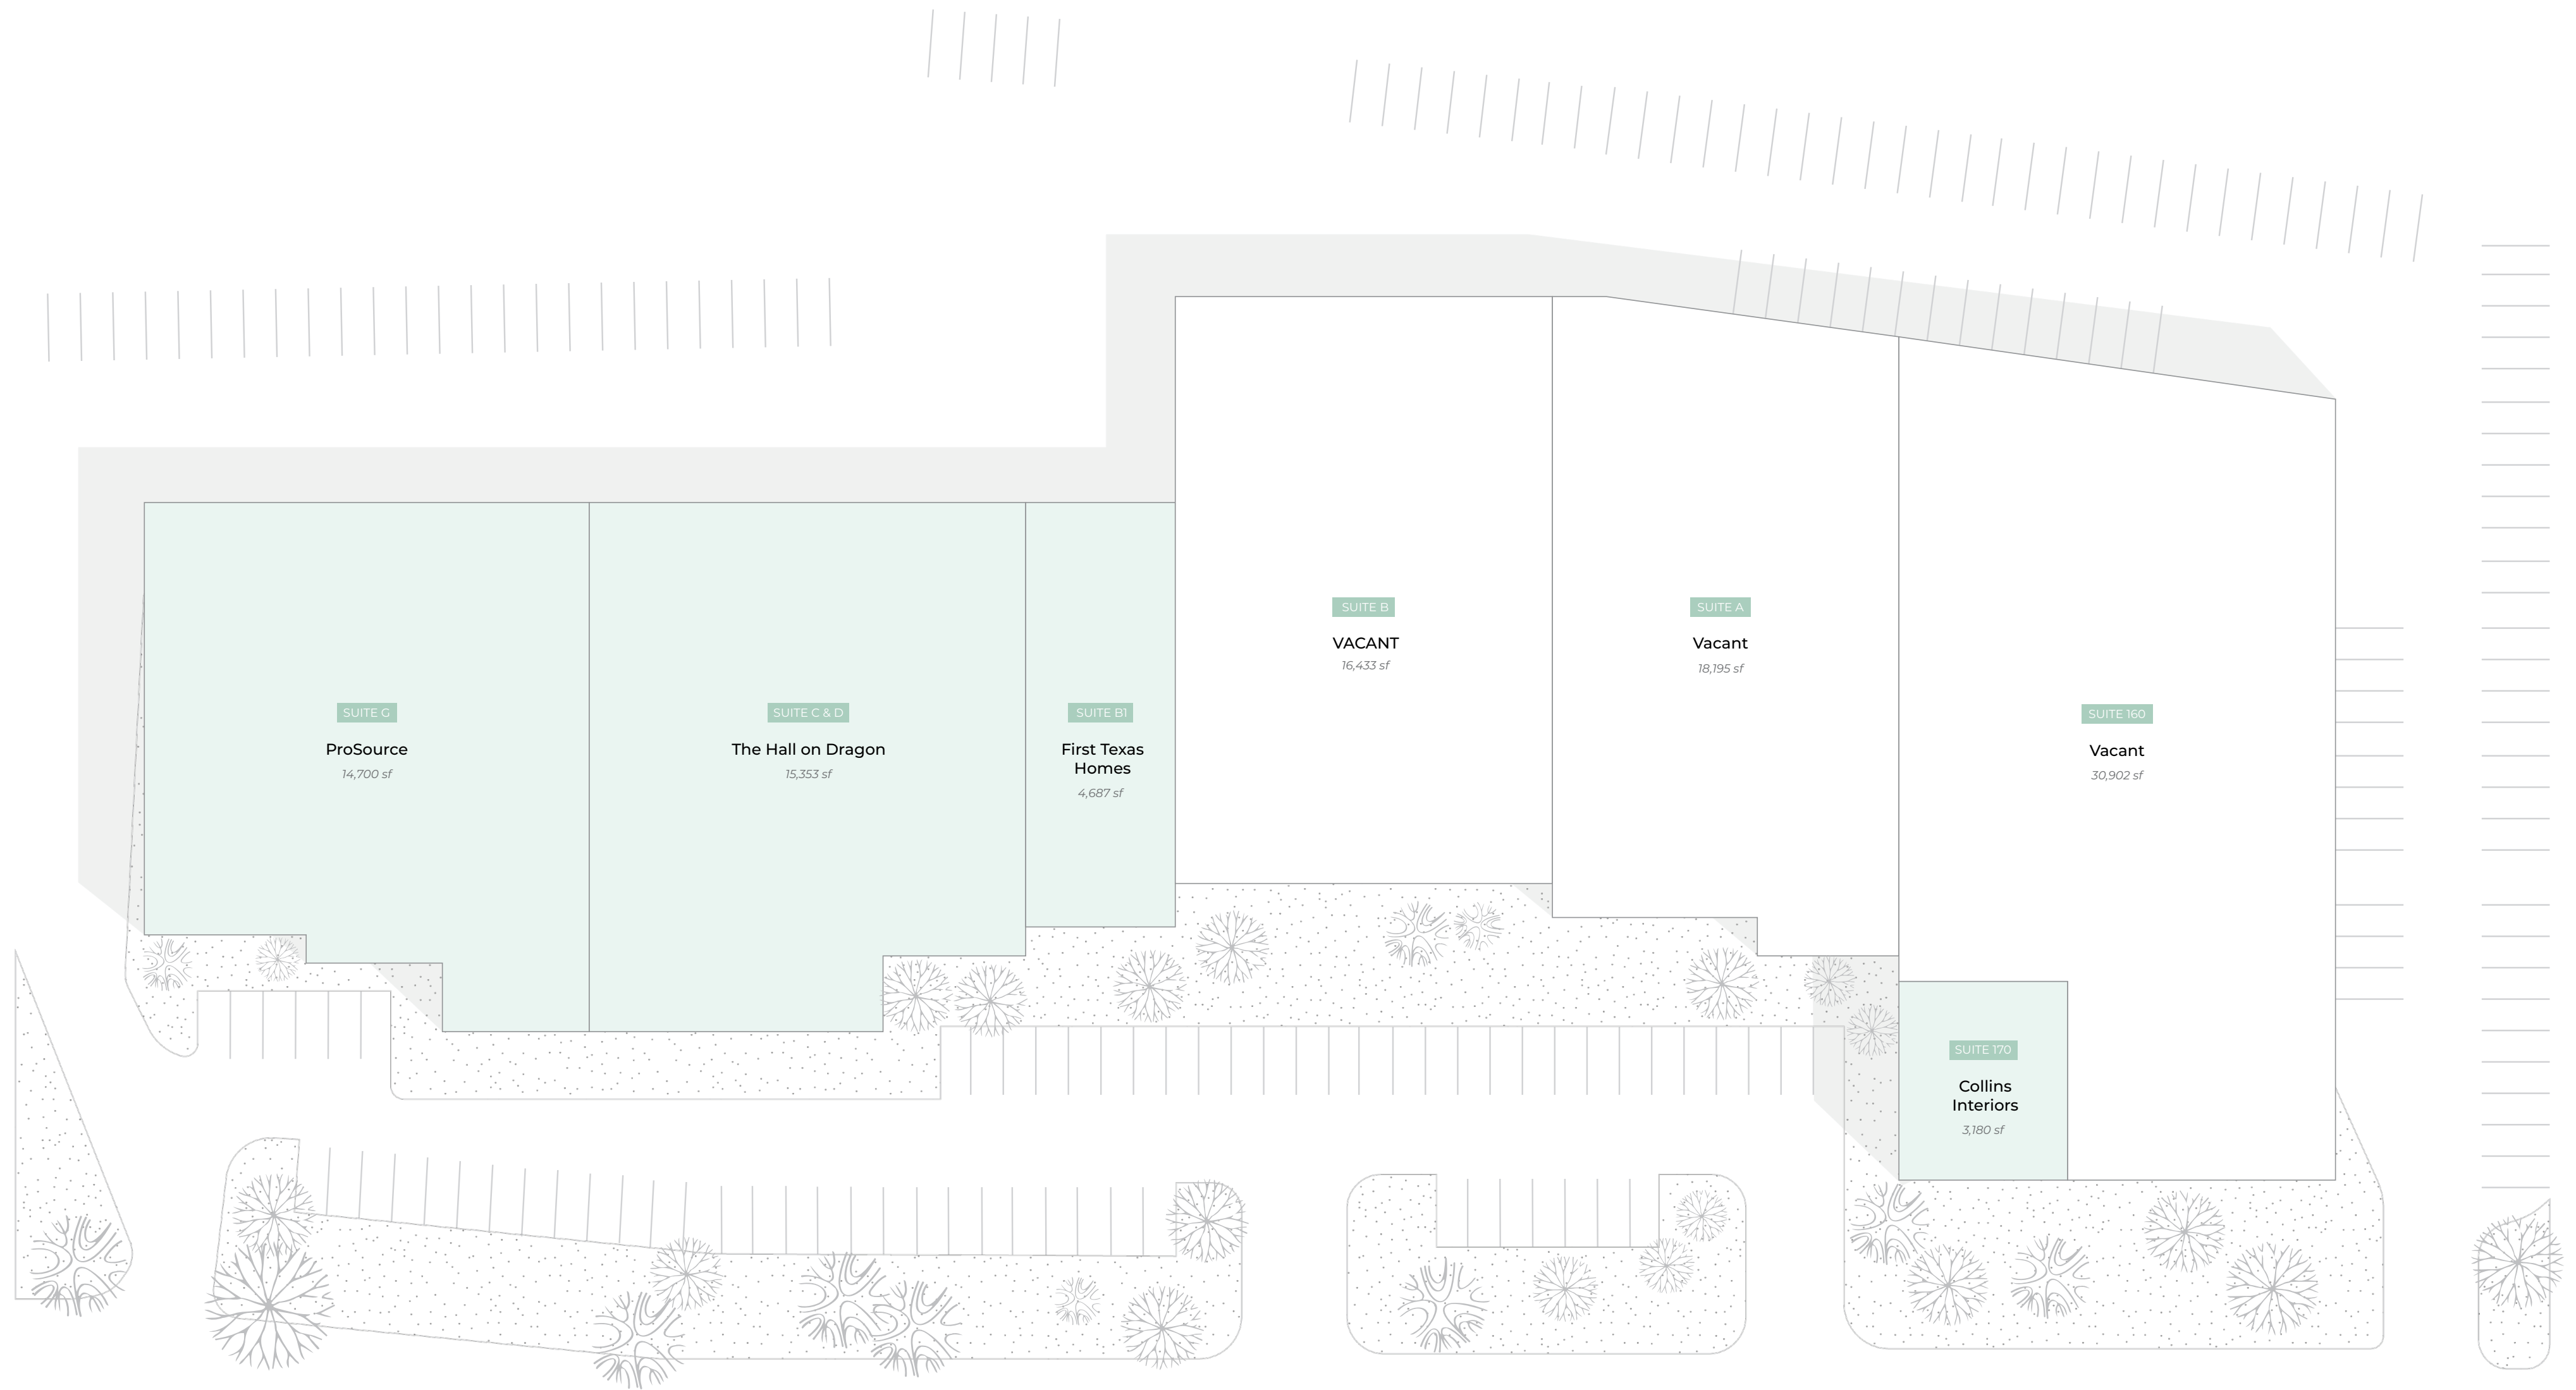 SUITE G
ProSource
14,700 sf
SUITE C & D
The Hall on Dragon
15,353 sf
SUITE B1
First Texas
Homes
4,687 sf
SUITE B
VACANT
16,433 sf
SUITE A
Vacant
18,195 sf
SUITE 160
Vacant
30,902 sf
SUITE 170
Collins
Interiors
3,180 sf